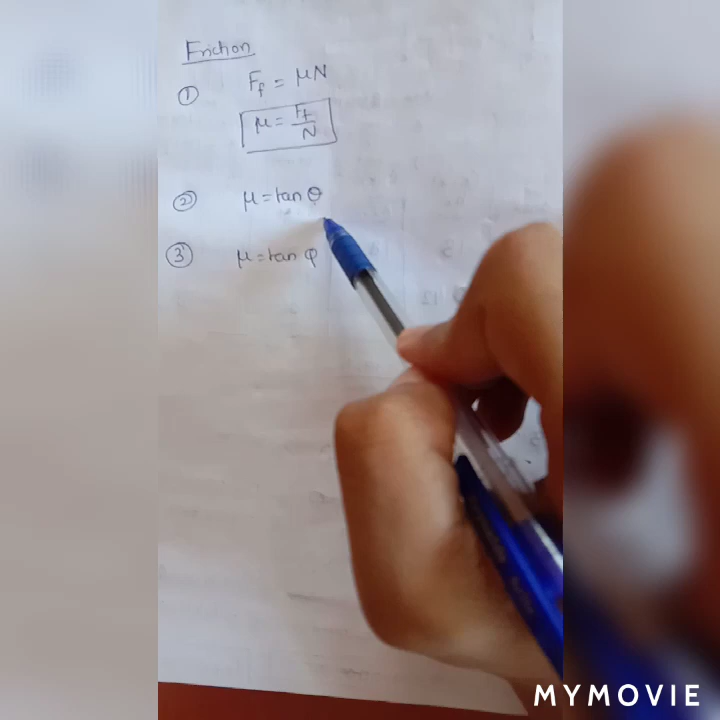 Friction
① Ff = μN
μ = Ff/N
② μ = tan θ
③ μ = tan φ
MYMOVIE